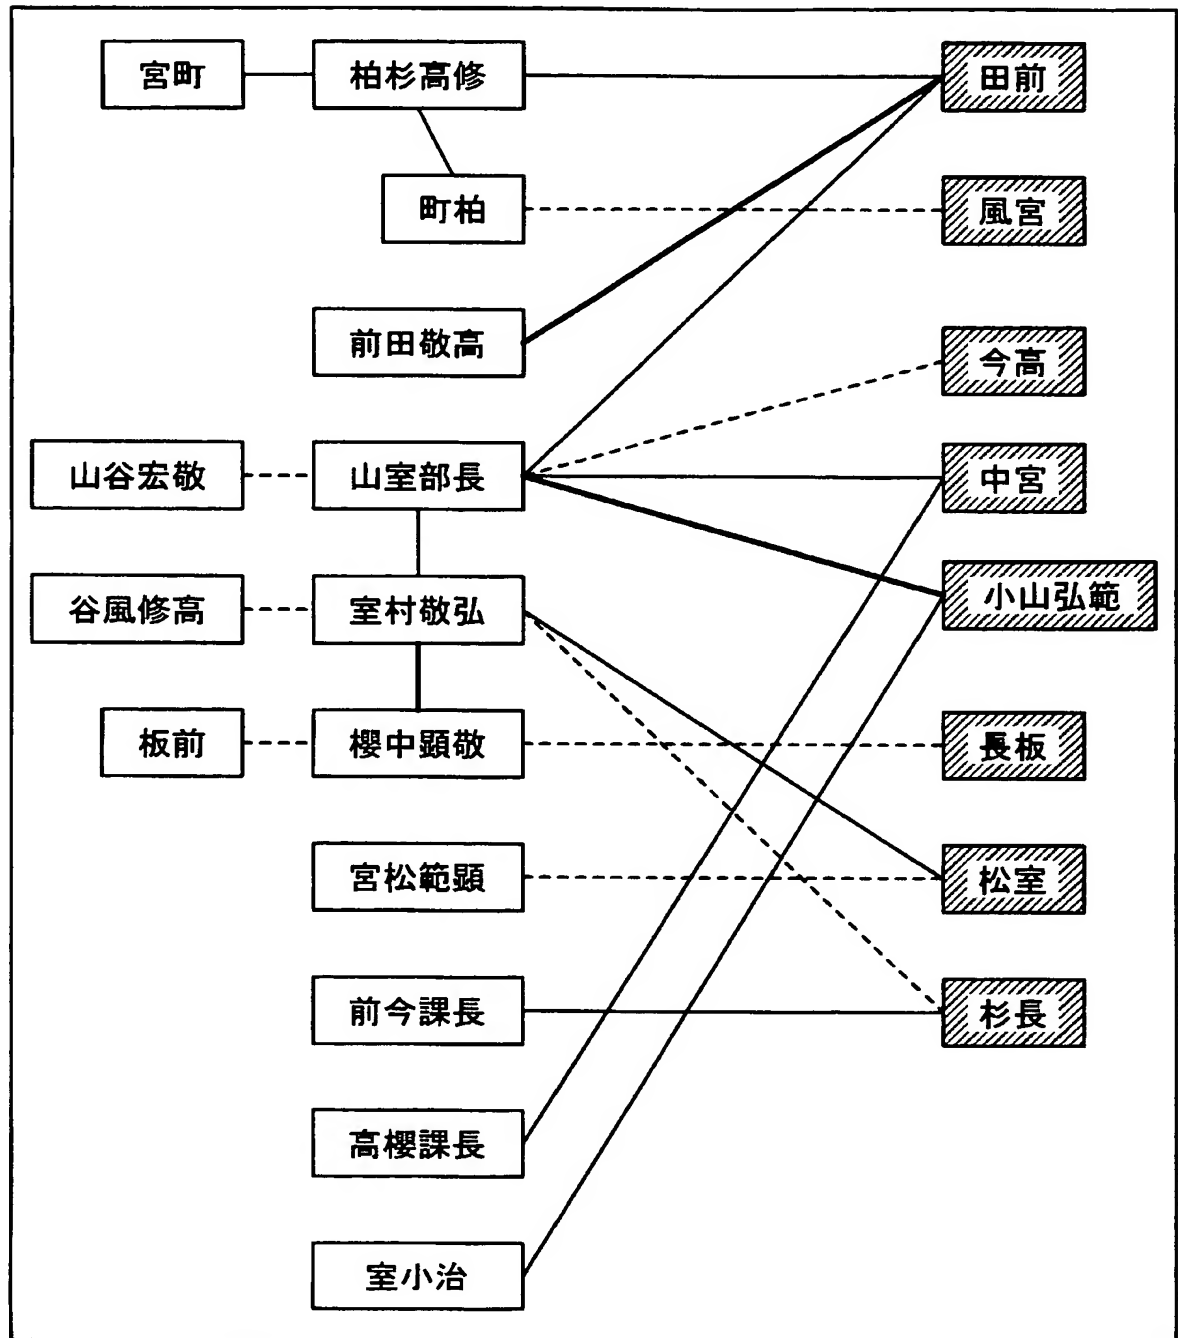 宮町 柏杉高修 田前
町柏 風宮
前田敬高 今高
山谷宏敬 山室部長 中宮
谷風修高 室村敬弘 小山弘範
板前 櫻中顕敬 長板
宮松範顕 松室
前今課長 杉長
高櫻課長
室小治